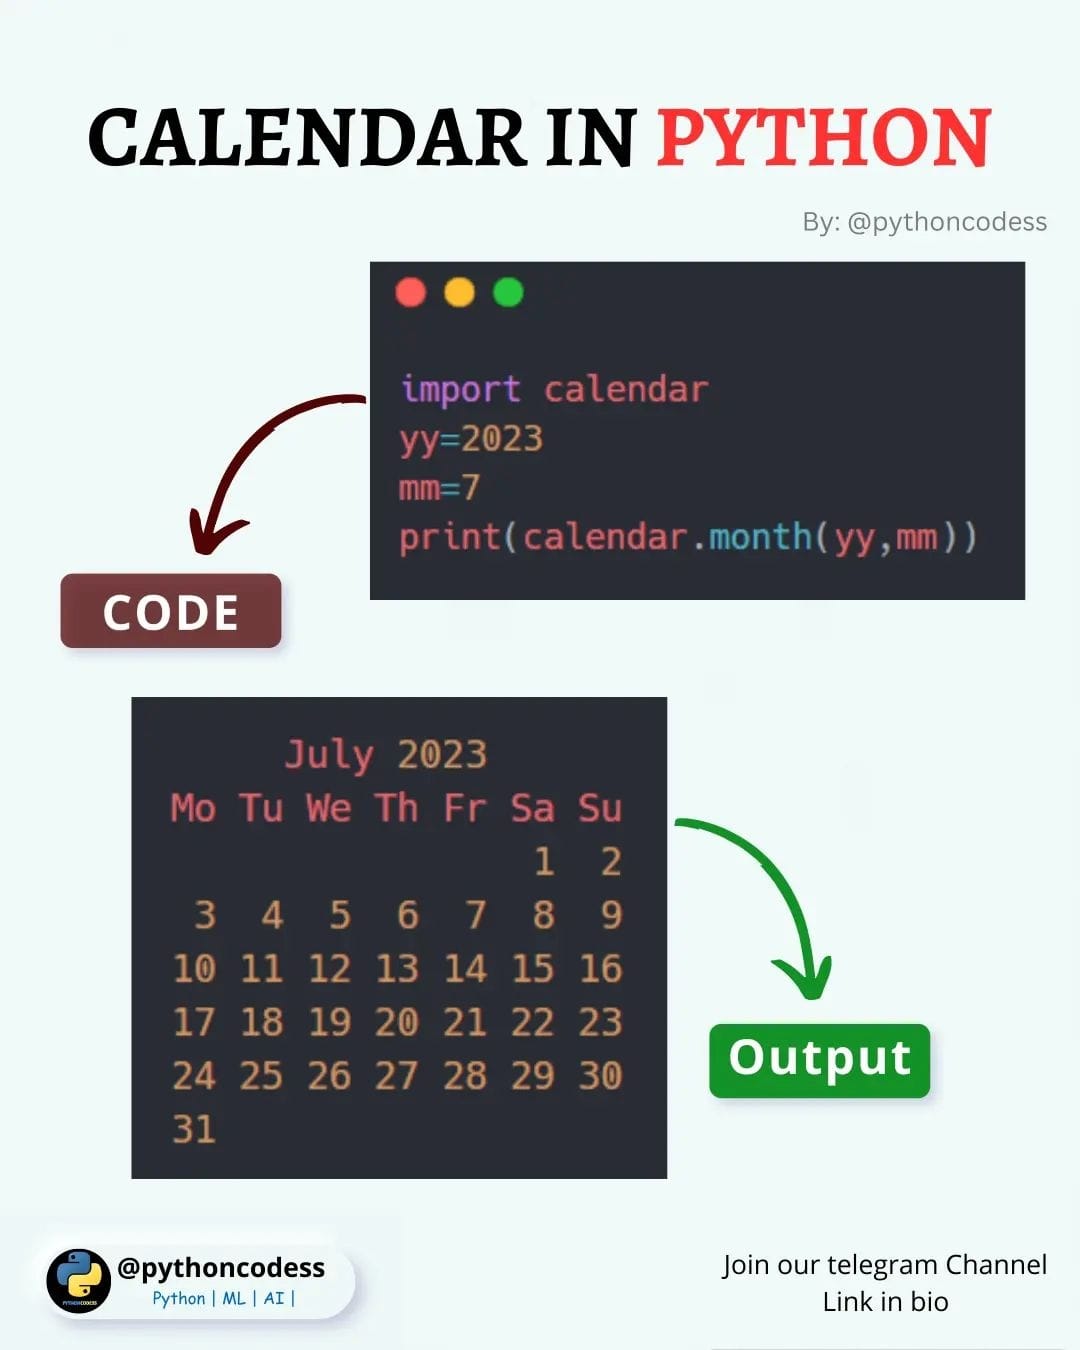 CALENDAR IN PYTHON
By: @pythoncodess
import calendar
yy=2023
mm=7
print(calendar.month(yy,mm))
CODE
July 2023
Mo Tu We Th Fr Sa Su
1 2
3 4 5 6 7 8 9
10 11 12 13 14 15 16
17 18 19 20 21 22 23
24 25 26 27 28 29 30
31
Output
@pythoncodess
Python | ML | AI |
PYTHONCODESS
Join our telegram Channel
Link in bio